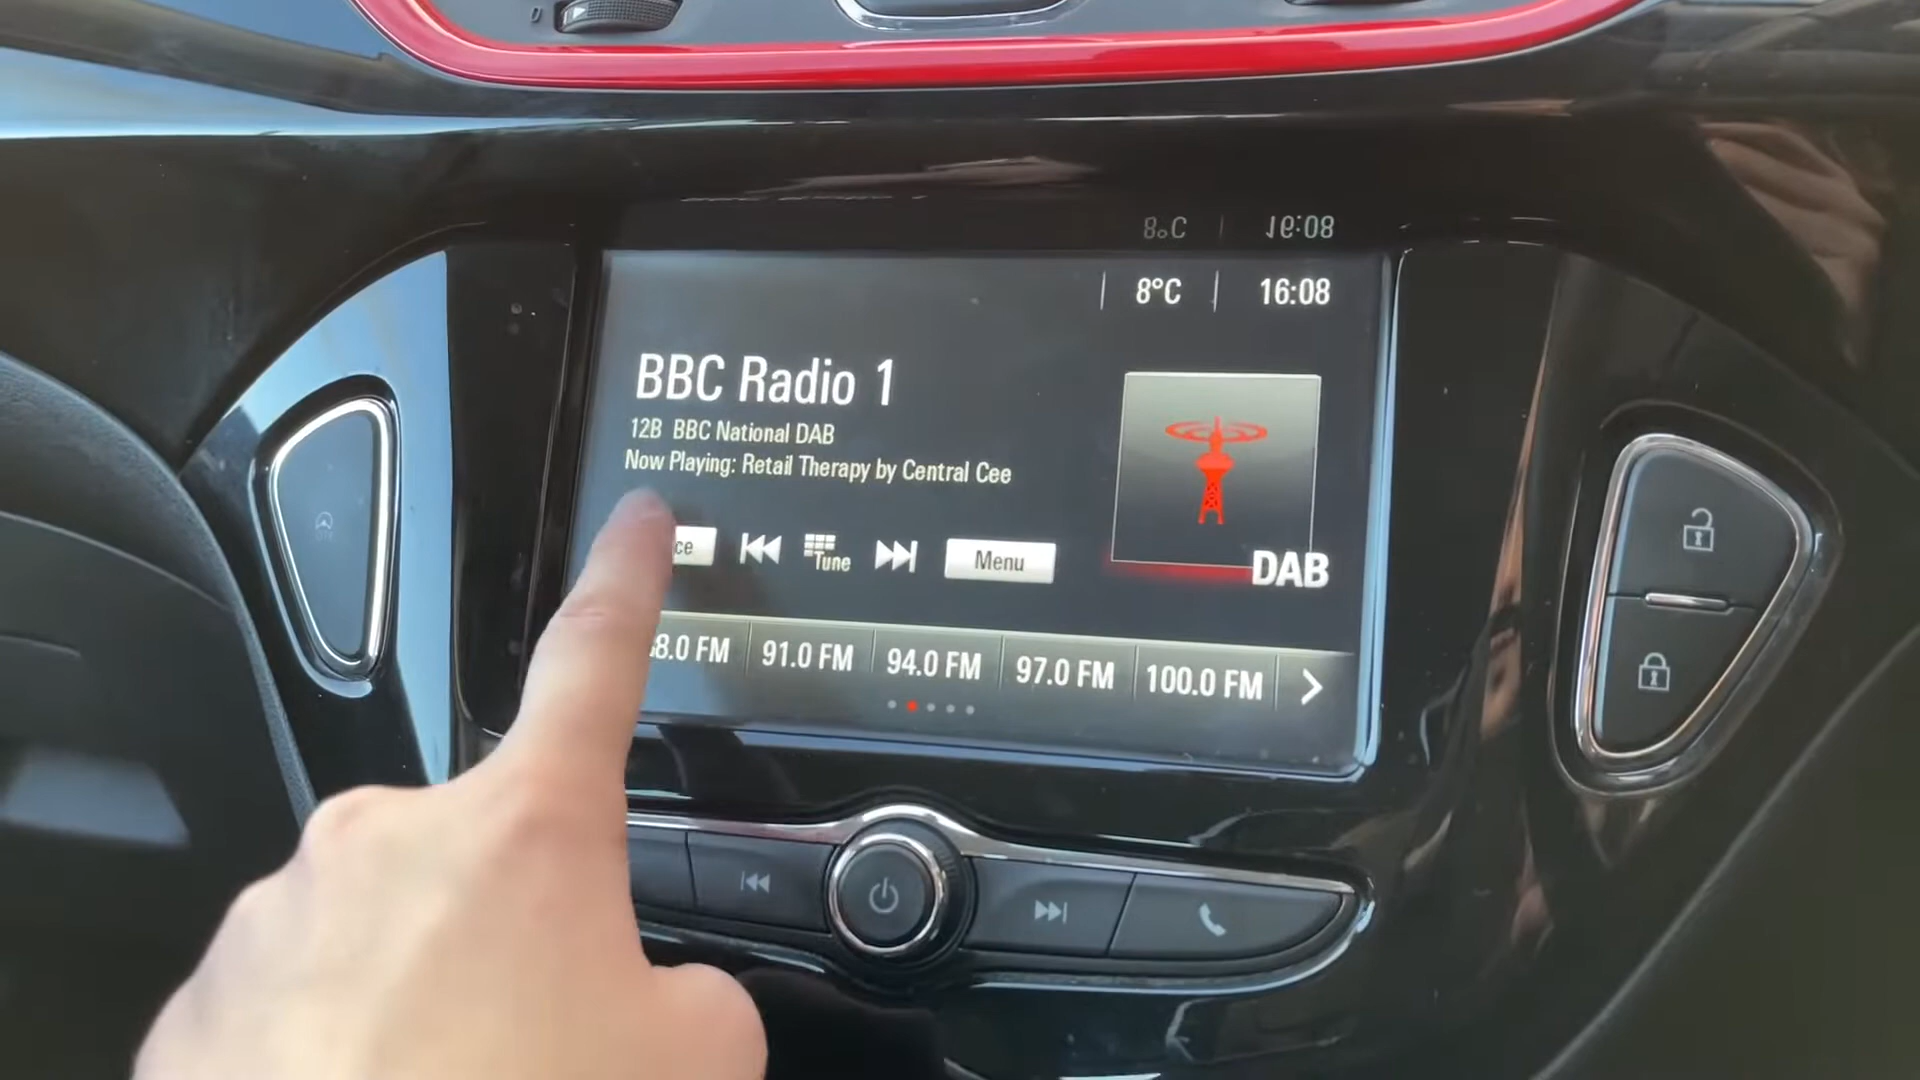 0
8°C 16:08
BBC Radio 1
12B BBC National DAB
Now Playing: Retail Therapy by Central Cee
Tune
Menu
DAB
91.0 FM
94.0 FM
97.0 FM
100.0 FM